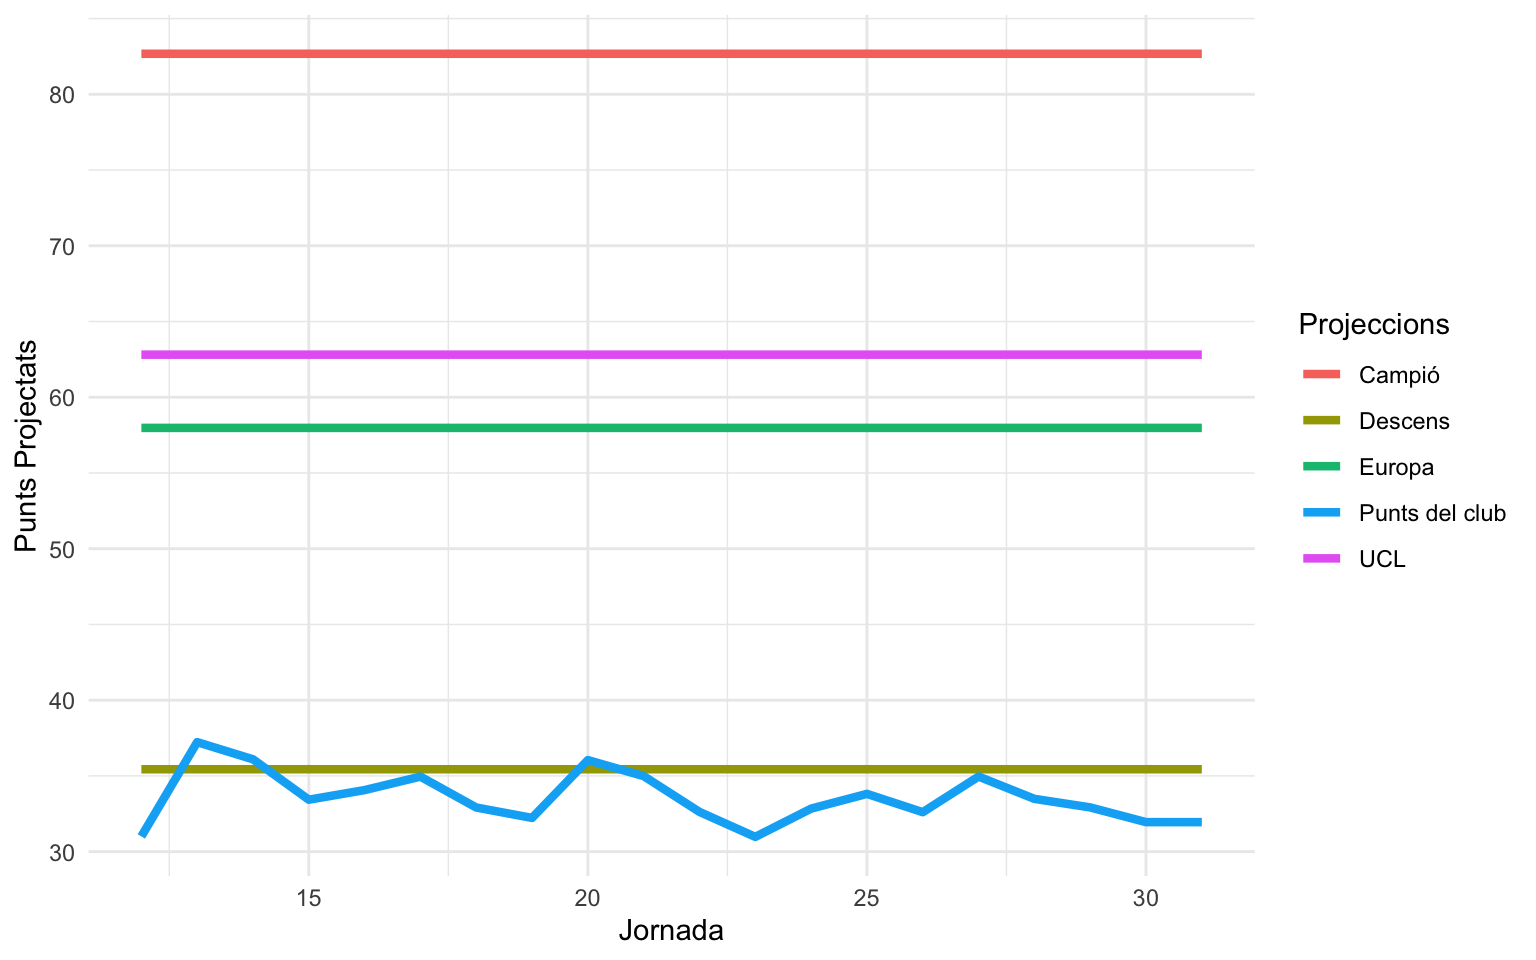 80
70
60
50
40
30
Punts Projectats
15
20
25
30
Jornada
Projeccions
Campió
Descens
Europa
Punts del club
UCL